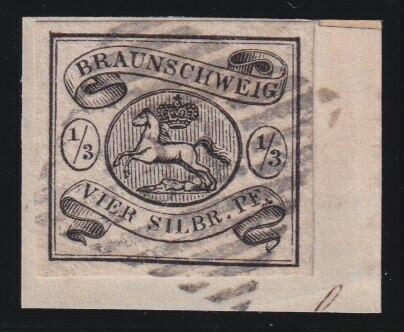 BRAUNSCHWEIG
1/3 1/3
VIER SILBR. PF.